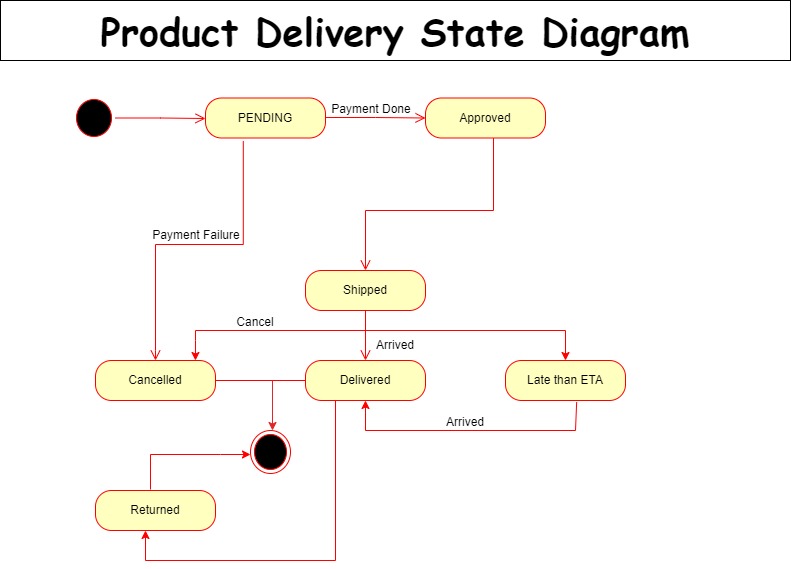 Product Delivery State Diagram
PENDING
Payment Done
Approved
Payment Failure
Shipped
Cancel
Arrived
Cancelled
Delivered
Late than ETA
Arrived
Returned